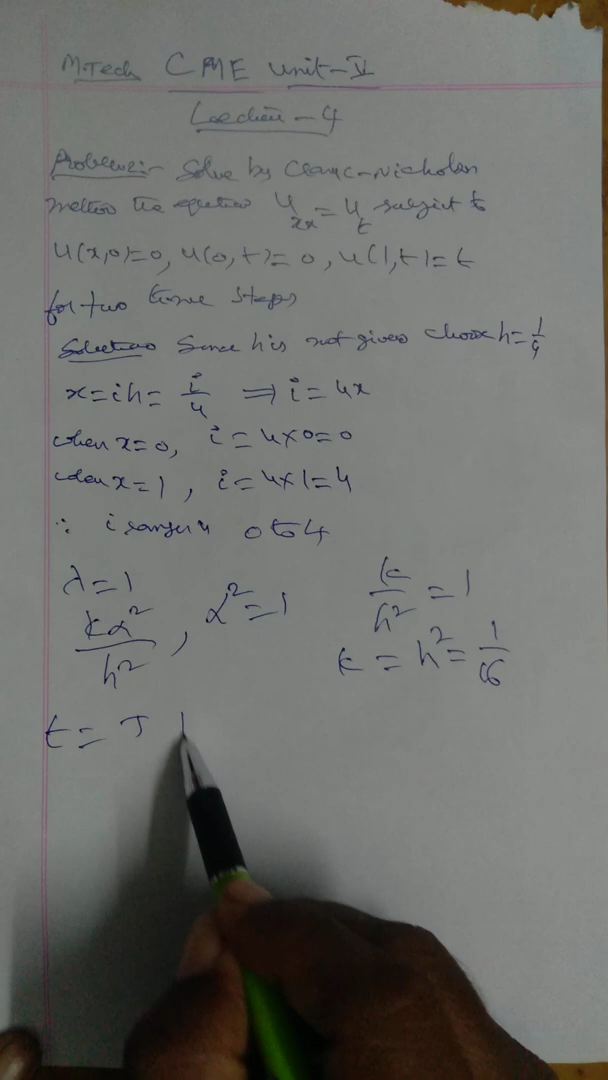 M.Tech CME Unit-V
Lecture - 4
Problem:- Solve by Cranc-Nicholson
method the equation u_xx = u_t subject to
u(x,0)=0, u(0,t)=0, u(1,t)=t
for two time steps
Solution Since h is not given choose h=1/4
x=ih= i/4 ⟹ i=4x
when x=0, i=4×0=0
when x=1, i=4×1=4
∴ i ranges 0 to 4
λ=1
kα²/h² , α²=1
k/h² =1
k = h² = 1/16
t =